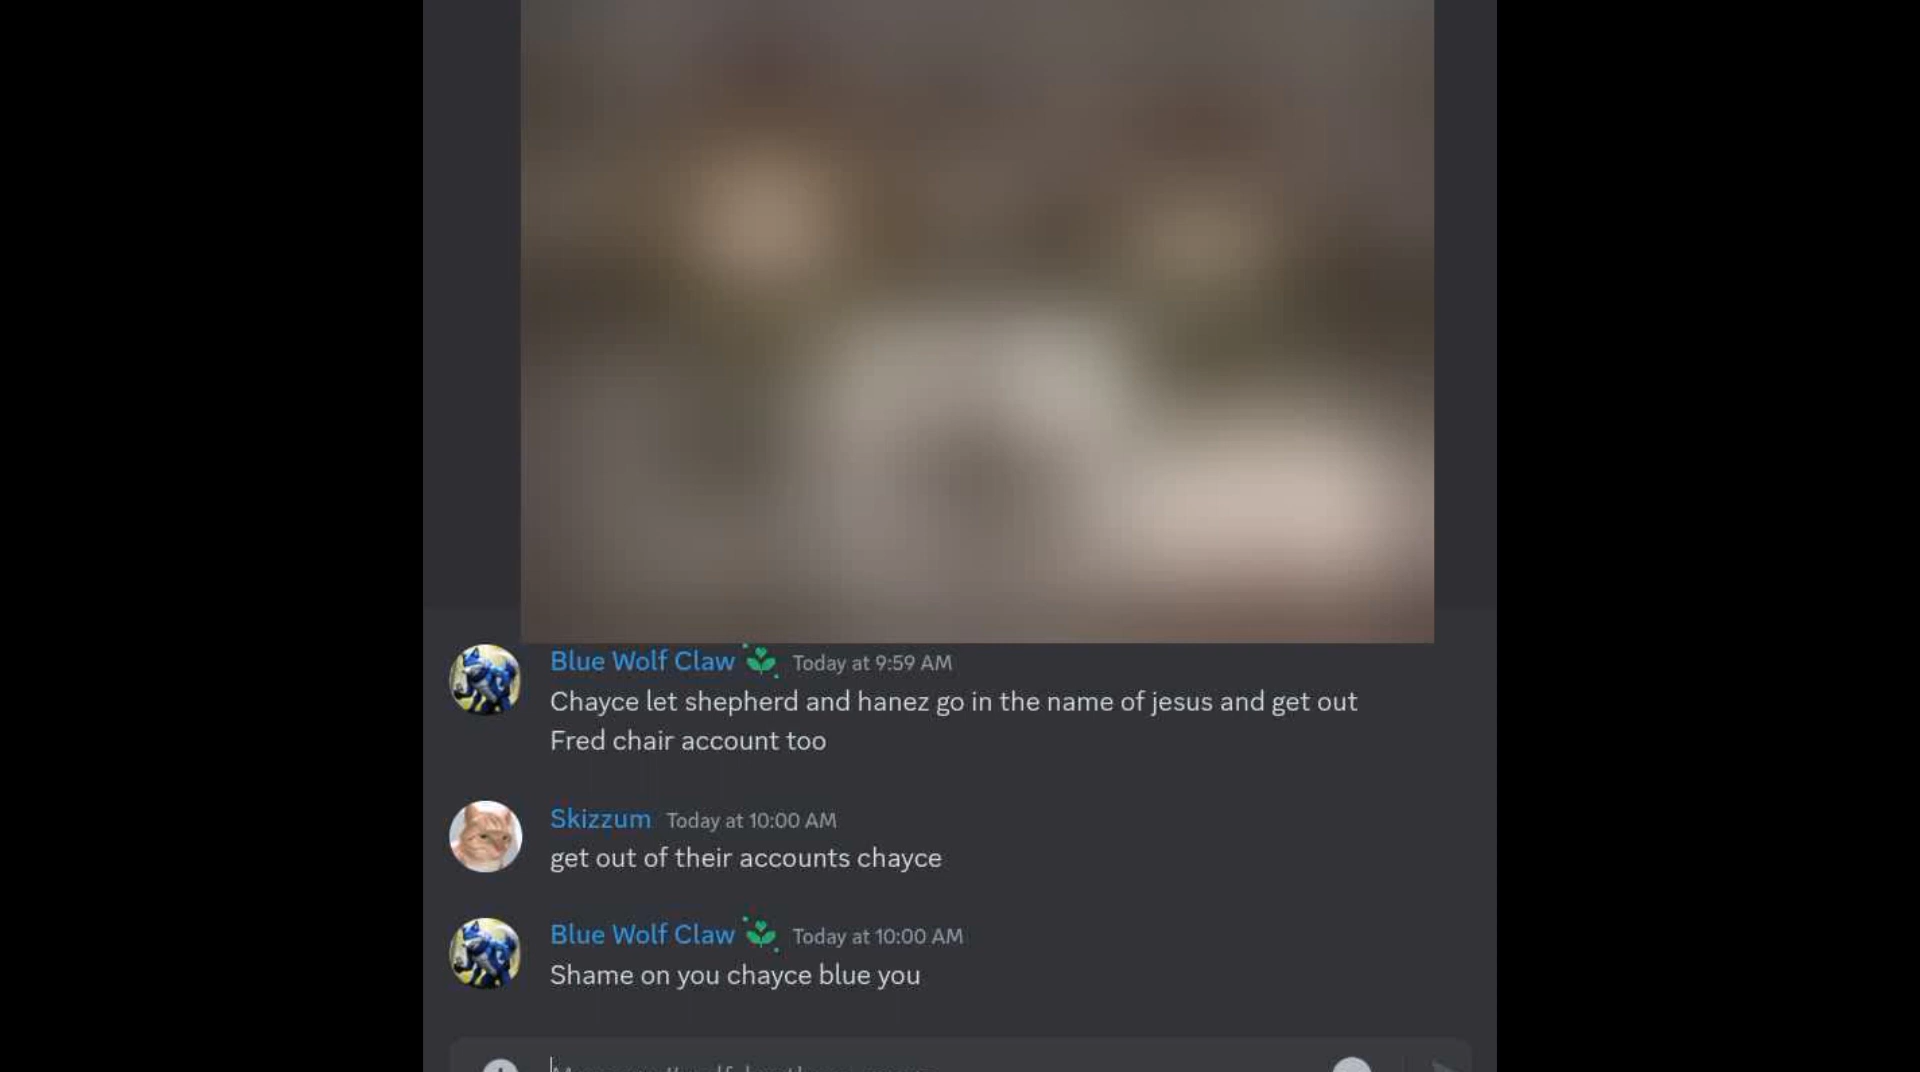 Blue Wolf Claw Today at 9:59 AM
Chayce let shepherd and hanez go in the name of jesus and get out
Fred chair account too
Skizzum Today at 10:00 AM
get out of their accounts chayce
Blue Wolf Claw Today at 10:00 AM
Shame on you chayce blue you